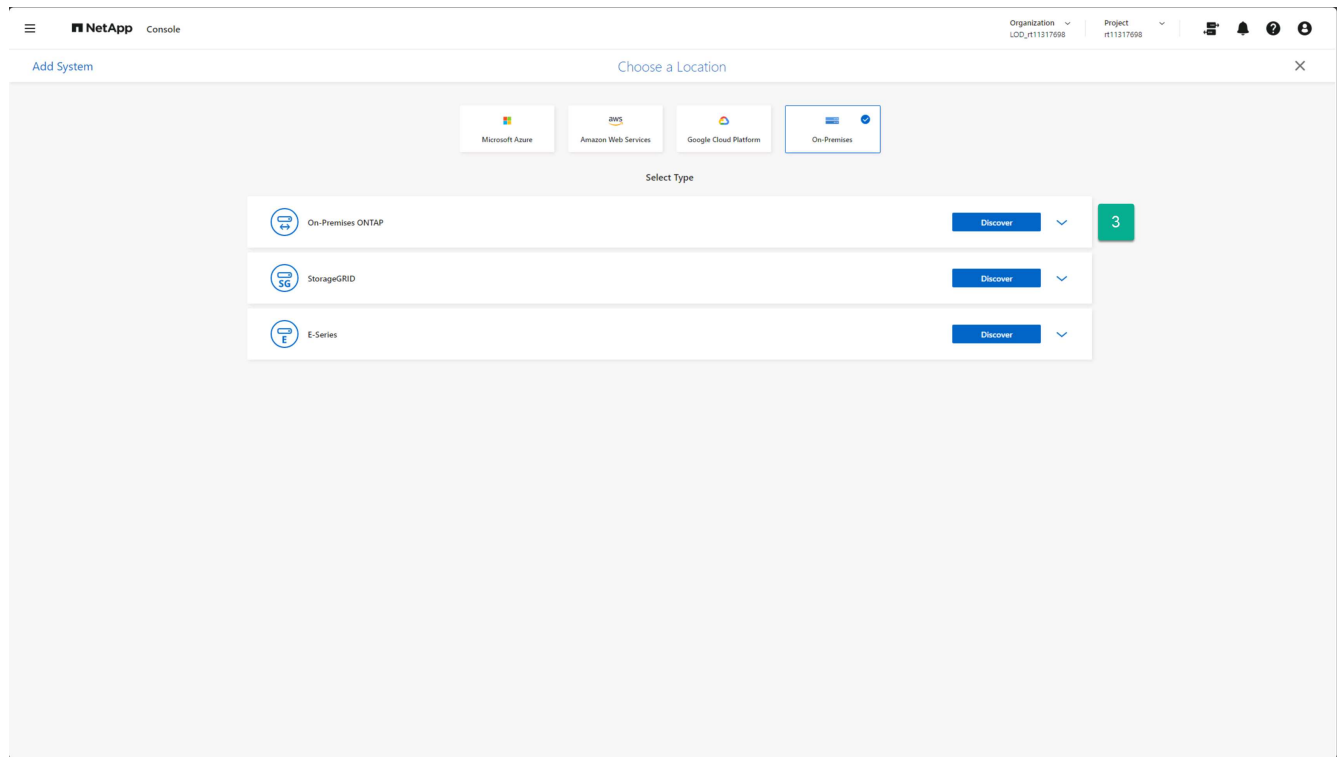 NetApp Console
Organization
LOD_rt11317698
Project
rt11317698
Add System
Choose a Location
Microsoft Azure
aws
Amazon Web Services
Google Cloud Platform
On-Premises
Select Type
On-Premises ONTAP
Discover
3
SG
StorageGRID
Discover
E
E-Series
Discover